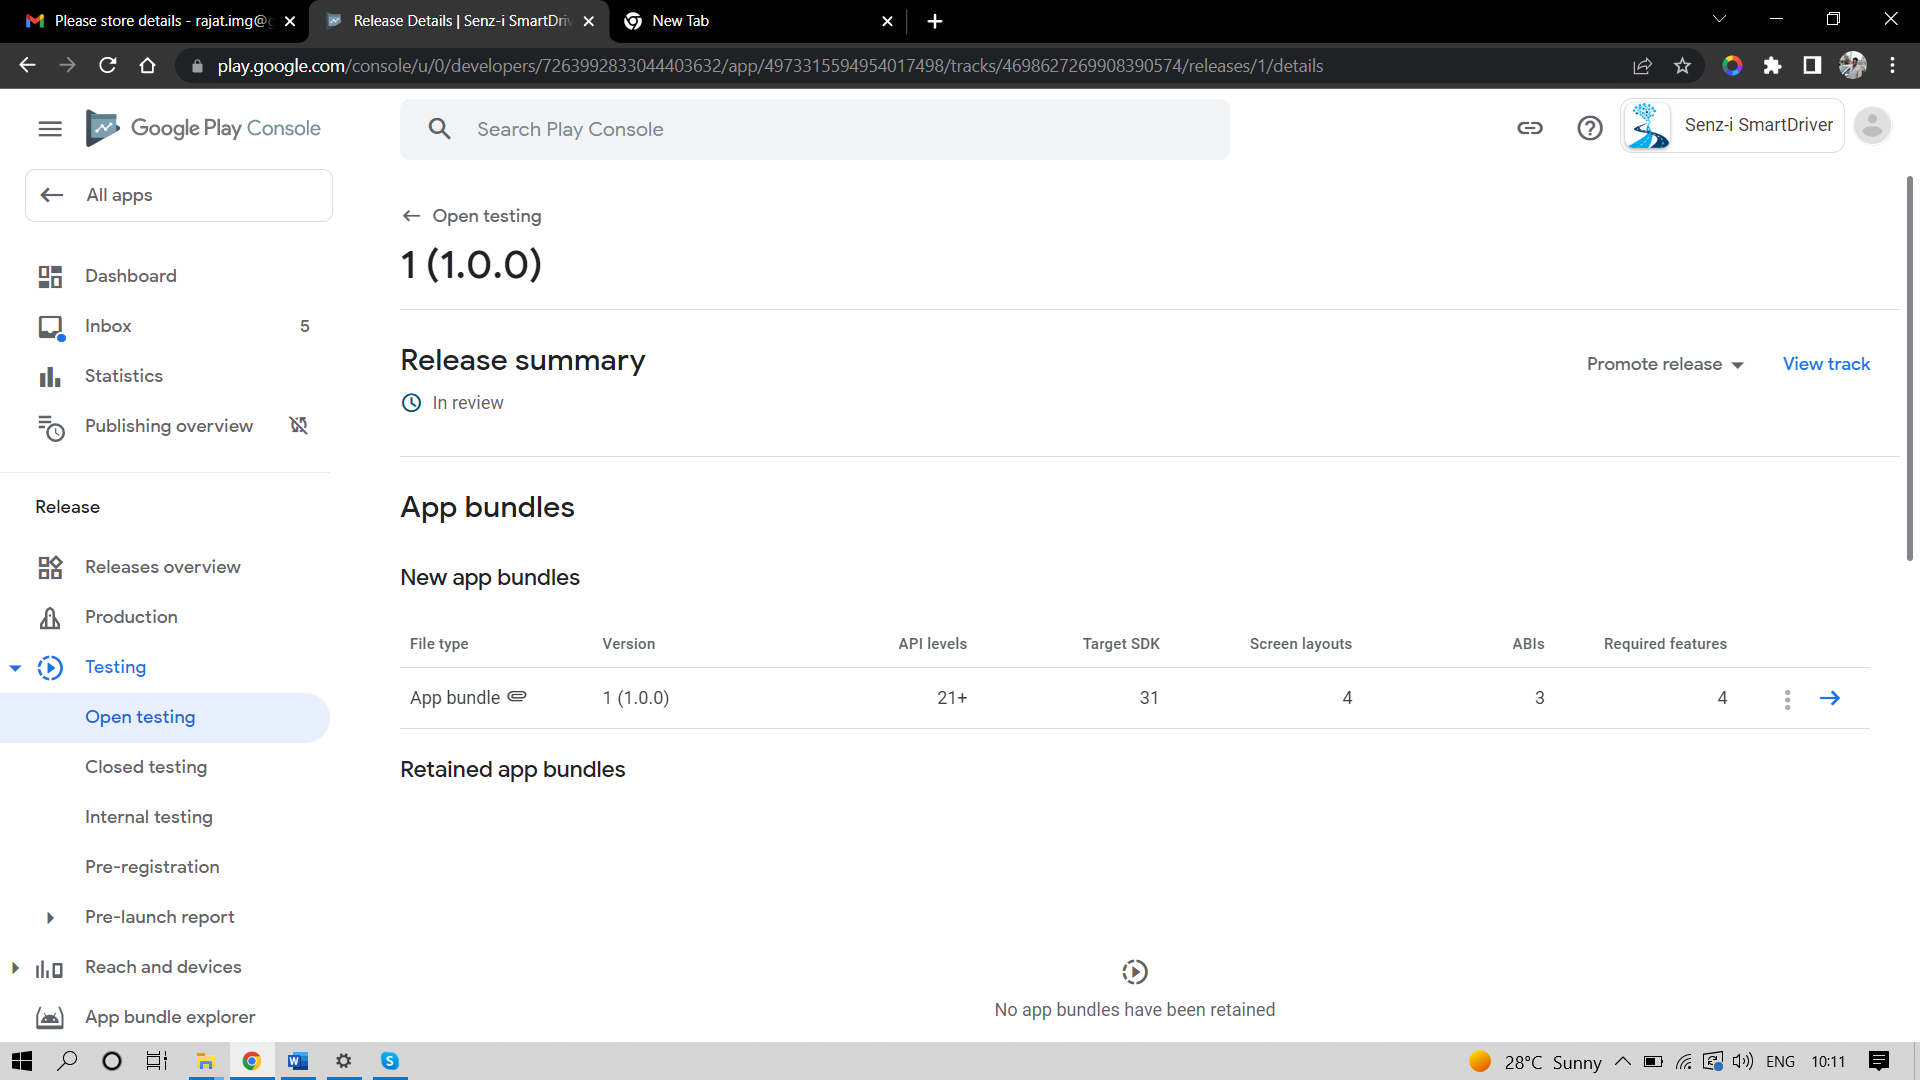 Please store details - rajat.img@g
Release Details | Senz-i SmartDriv
New Tab
play.google.com/console/u/0/developers/7263992833044403632/app/4973315594954017498/tracks/4698627269908390574/releases/1/details
Google Play Console
Search Play Console
Senz-i SmartDriver
All apps
Open testing
1 (1.0.0)
Dashboard
Inbox 5
Statistics
Publishing overview
Release summary
Promote release
View track
In review
Release
App bundles
Releases overview
Production
Testing
Open testing
Closed testing
Internal testing
Pre-registration
Pre-launch report
Reach and devices
App bundle explorer
New app bundles
File type Version API levels Target SDK Screen layouts ABIs Required features
App bundle 1 (1.0.0) 21+ 31 4 3 4
Retained app bundles
No app bundles have been retained
28°C Sunny ENG 10:11